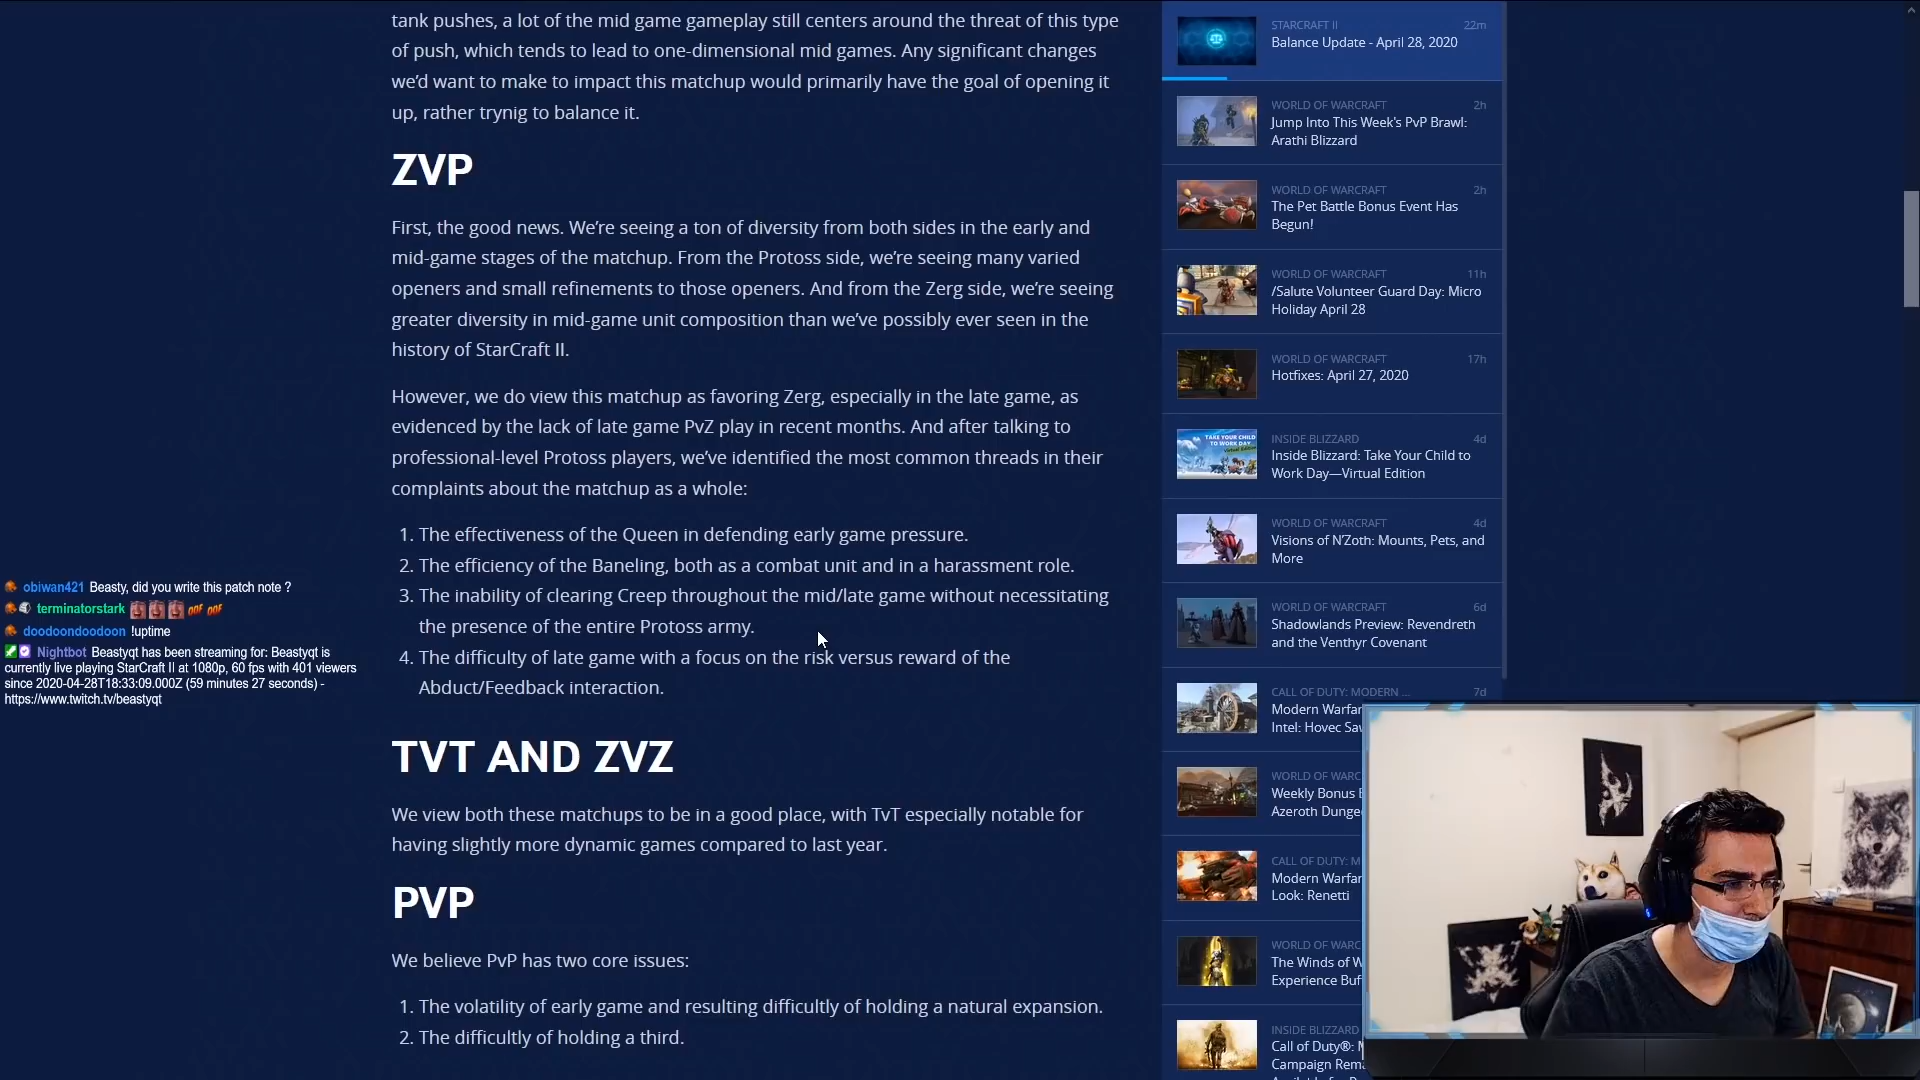 tank pushes, a lot of the mid game gameplay still centers around the threat of this type
of push, which tends to lead to one-dimensional mid games. Any significant changes
we'd want to make to impact this matchup would primarily have the goal of opening it
up, rather trynig to balance it.
ZVP
First, the good news. We're seeing a ton of diversity from both sides in the early and
mid-game stages of the matchup. From the Protoss side, we're seeing many varied
openers and small refinements to those openers. And from the Zerg side, we're seeing
greater diversity in mid-game unit composition than we've possibly ever seen in the
history of StarCraft II.
However, we do view this matchup as favoring Zerg, especially in the late game, as
evidenced by the lack of late game PvZ play in recent months. And after talking to
professional-level Protoss players, we've identified the most common threads in their
complaints about the matchup as a whole:
1. The effectiveness of the Queen in defending early game pressure.
2. The efficiency of the Baneling, both as a combat unit and in a harassment role.
3. The inability of clearing Creep throughout the mid/late game without necessitating
the presence of the entire Protoss army.
4. The difficulty of late game with a focus on the risk versus reward of the
Abduct/Feedback interaction.
TVT AND ZVZ
We view both these matchups to be in a good place, with TvT especially notable for
having slightly more dynamic games compared to last year.
PVP
We believe PvP has two core issues:
1. The volatility of early game and resulting difficultly of holding a natural expansion.
2. The difficultly of holding a third.
obiwan421 Beasty, did you write this patch note ?
terminatorstark
doodoondoodoon !uptime
Nightbot Beastyqt has been streaming for: Beastyqt is
currently live playing StarCraft II at 1080p, 60 fps with 401 viewers
since 2020-04-28T18:33:09.000Z (59 minutes 27 seconds) -
https://www.twitch.tv/beastyqt
STARCRAFT II 22m
Balance Update - April 28, 2020
WORLD OF WARCRAFT 2h
Jump Into This Week's PvP Brawl:
Arathi Blizzard
WORLD OF WARCRAFT 2h
The Pet Battle Bonus Event Has
Begun!
WORLD OF WARCRAFT 11h
/Salute Volunteer Guard Day: Micro
Holiday April 28
WORLD OF WARCRAFT 17h
Hotfixes: April 27, 2020
TAKE YOUR CHILD
TO WORK DAY
INSIDE BLIZZARD 4d
Inside Blizzard: Take Your Child to
Work Day—Virtual Edition
WORLD OF WARCRAFT 4d
Visions of N'Zoth: Mounts, Pets, and
More
WORLD OF WARCRAFT 6d
Shadowlands Preview: Revendreth
and the Venthyr Covenant
CALL OF DUTY: MODERN ... 7d
Modern Warfar
Intel: Hovec Sa
WORLD OF WARC
Weekly Bonus E
Azeroth Dunge
CALL OF DUTY: M
Modern Warfar
Look: Renetti
WORLD OF WARC
The Winds of W
Experience Buf
INSIDE BLIZZARD
Call of Duty®: M
Campaign Rema